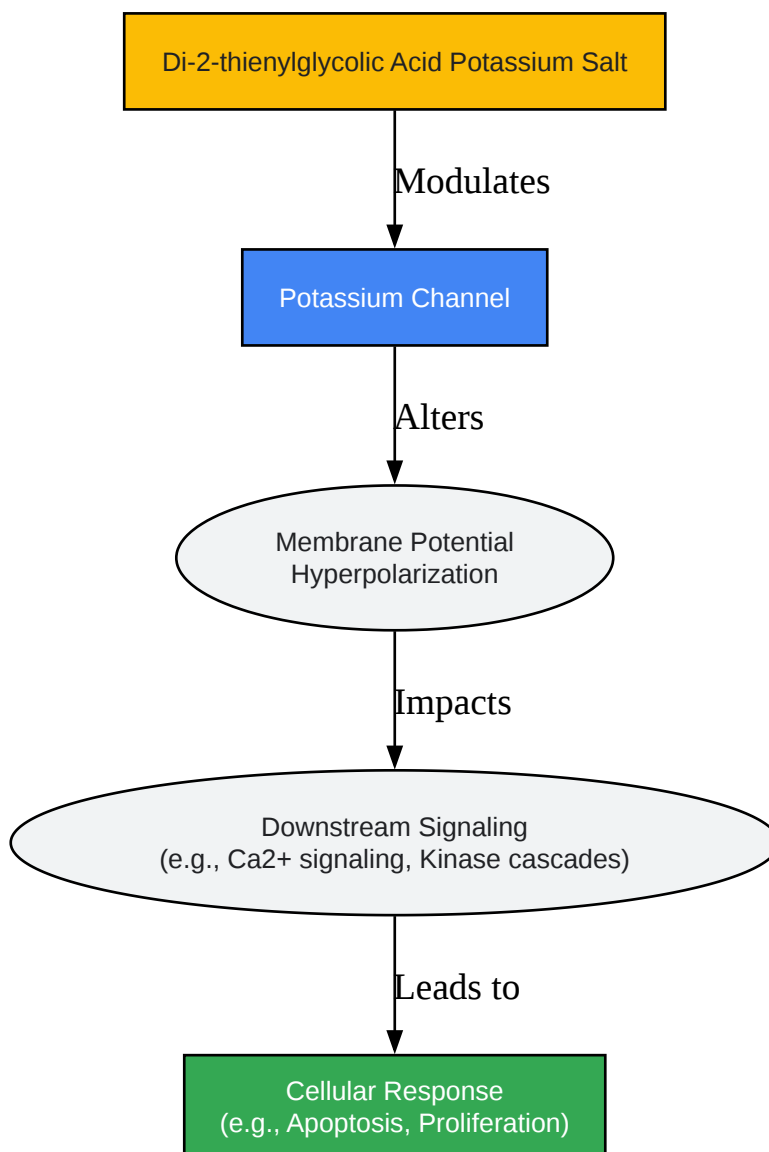 Di-2-thienylglycolic Acid Potassium Salt
Modulates
Potassium Channel
Alters
Membrane Potential
Hyperpolarization
Impacts
Downstream Signaling
(e.g., Ca2+ signaling, Kinase cascades)
Leads to
Cellular Response
(e.g., Apoptosis, Proliferation)